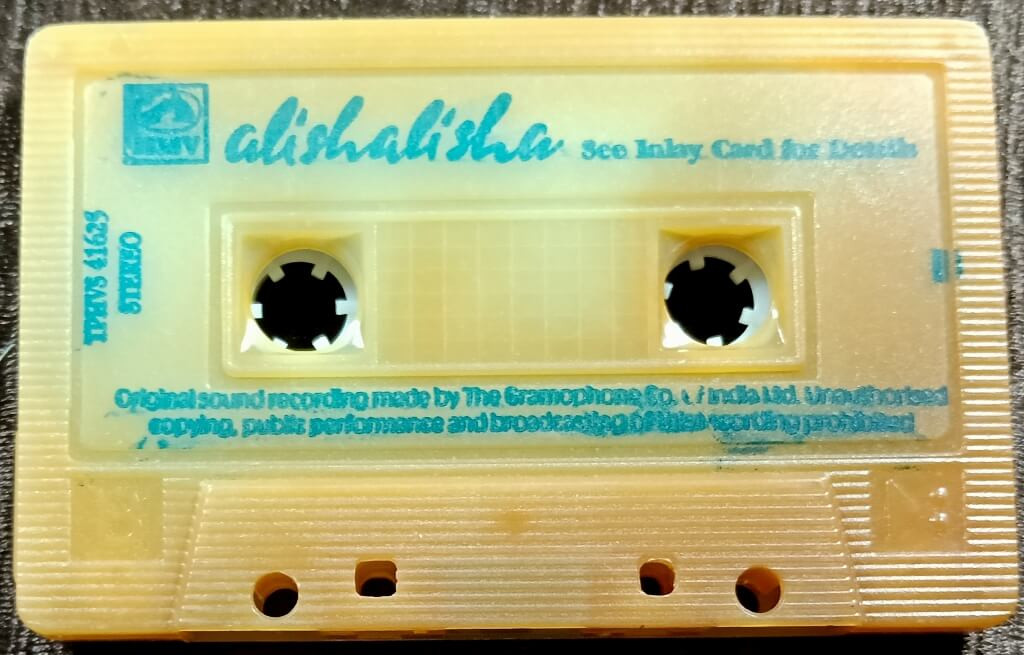 HMV
alishalisha See Inlay Card for Details
TPHVS 41625
STEREO
Original sound recording made by The Gramophone Co. Of India Ltd. Unauthorised
copying, public performance and broadcasting of this recording prohibited